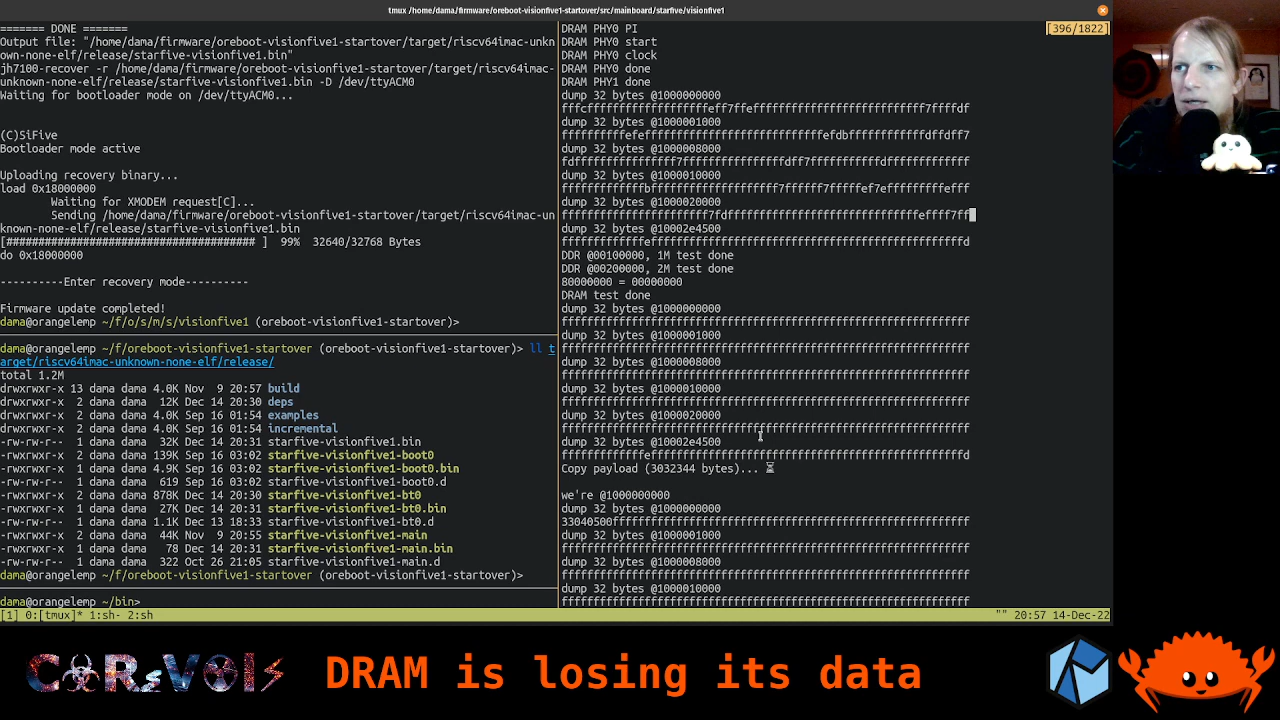 tmux /home/dama/firmware/oreboot-visionfive1-startover/src/mainboard/starfive/visionfive1
======= DONE =======
Output file: "/home/dama/firmware/oreboot-visionfive1-startover/target/riscv64imac-unkn
own-none-elf/release/starfive-visionfive1.bin"
jh7100-recover -r /home/dama/firmware/oreboot-visionfive1-startover/target/riscv64imac-
unknown-none-elf/release/starfive-visionfive1.bin -D /dev/ttyACM0
Waiting for bootloader mode on /dev/ttyACM0...
(C)SiFive
Bootloader mode active
Uploading recovery binary...
load 0x18000000
Waiting for XMODEM request[C]...
Sending /home/dama/firmware/oreboot-visionfive1-startover/target/riscv64imac-un
known-none-elf/release/starfive-visionfive1.bin
[####################################### ] 99% 32640/32768 Bytes
do 0x18000000
----------Enter recovery mode----------
Firmware update completed!
dama@orangelemp ~/f/o/s/m/s/visionfive1 (oreboot-visionfive1-startover)>
dama@orangelemp ~/f/oreboot-visionfive1-startover (oreboot-visionfive1-startover)> ll t
arget/riscv64imac-unknown-none-elf/release/
total 1.2M
drwxrwxr-x 13 dama dama 4.0K Nov 9 20:57 build
drwxrwxr-x 2 dama dama 12K Dec 14 20:30 deps
drwxrwxr-x 2 dama dama 4.0K Sep 16 01:54 examples
drwxrwxr-x 2 dama dama 4.0K Sep 16 01:54 incremental
-rw-rw-r-- 1 dama dama 32K Dec 14 20:31 starfive-visionfive1.bin
-rwxrwxr-x 2 dama dama 139K Sep 16 03:02 starfive-visionfive1-boot0
-rwxrwxr-x 1 dama dama 4.9K Sep 16 03:02 starfive-visionfive1-boot0.bin
-rw-rw-r-- 1 dama dama 619 Sep 16 03:02 starfive-visionfive1-boot0.d
-rwxrwxr-x 2 dama dama 878K Dec 14 20:30 starfive-visionfive1-bt0
-rwxrwxr-x 1 dama dama 27K Dec 14 20:31 starfive-visionfive1-bt0.bin
-rw-rw-r-- 1 dama dama 1.1K Dec 13 18:33 starfive-visionfive1-bt0.d
-rwxrwxr-x 2 dama dama 44K Nov 9 20:55 starfive-visionfive1-main
-rwxrwxr-x 1 dama dama 78 Dec 14 20:31 starfive-visionfive1-main.bin
-rw-rw-r-- 1 dama dama 322 Oct 26 21:05 starfive-visionfive1-main.d
dama@orangelemp ~/f/oreboot-visionfive1-startover (oreboot-visionfive1-startover)>
dama@orangelemp ~/bin>
[396/1822]
DRAM PHY0 PI
DRAM PHY0 start
DRAM PHY0 clock
DRAM PHY0 done
DRAM PHY1 done
dump 32 bytes @1000000000
dump 32 bytes @1000001000
dump 32 bytes @1000008000
dump 32 bytes @1000010000
dump 32 bytes @1000020000
dump 32 bytes @10002e4500
DDR @00100000, 1M test done
DDR @00200000, 2M test done
80000000 = 00000000
DRAM test done
dump 32 bytes @1000000000
ffffffffffffffffffffffffffffffffffffffffffffffffffffffffffffffff
dump 32 bytes @1000001000
ffffffffffffffffffffffffffffffffffffffffffffffffffffffffffffffff
dump 32 bytes @1000008000
ffffffffffffffffffffffffffffffffffffffffffffffffffffffffffffffff
dump 32 bytes @1000010000
ffffffffffffffffffffffffffffffffffffffffffffffffffffffffffffffff
dump 32 bytes @1000020000
ffffffffffffffffffffffffffffffffffffffffffffffffffffffffffffffff
dump 32 bytes @10002e4500
Copy payload (3032344 bytes)... ⌛
we're @1000000000
dump 32 bytes @1000000000
33040500ffffffffffffffffffffffffffffffffffffffffffffffffffffffff
dump 32 bytes @1000001000
ffffffffffffffffffffffffffffffffffffffffffffffffffffffffffffffff
dump 32 bytes @1000008000
ffffffffffffffffffffffffffffffffffffffffffffffffffffffffffffffff
dump 32 bytes @1000010000
ffffffffffffffffffffffffffffffffffffffffffffffffffffffffffffffff
[1] 0:[tmux]* 1:sh- 2:sh
"" 20:57 14-Dec-22
DRAM is losing its data